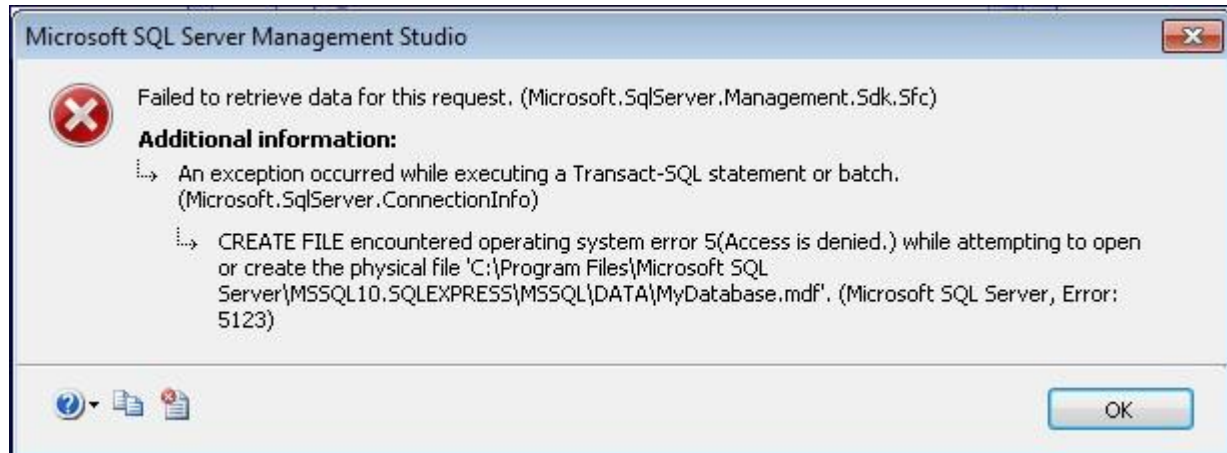 Microsoft SQL Server Management Studio
Failed to retrieve data for this request. (Microsoft.SqlServer.Management.Sdk.Sfc)
Additional information:
An exception occurred while executing a Transact-SQL statement or batch.
(Microsoft.SqlServer.ConnectionInfo)
CREATE FILE encountered operating system error 5(Access is denied.) while attempting to open
or create the physical file 'C:\Program Files\Microsoft SQL
Server\MSSQL10.SQLEXPRESS\MSSQL\DATA\MyDatabase.mdf'. (Microsoft SQL Server, Error:
5123)
OK